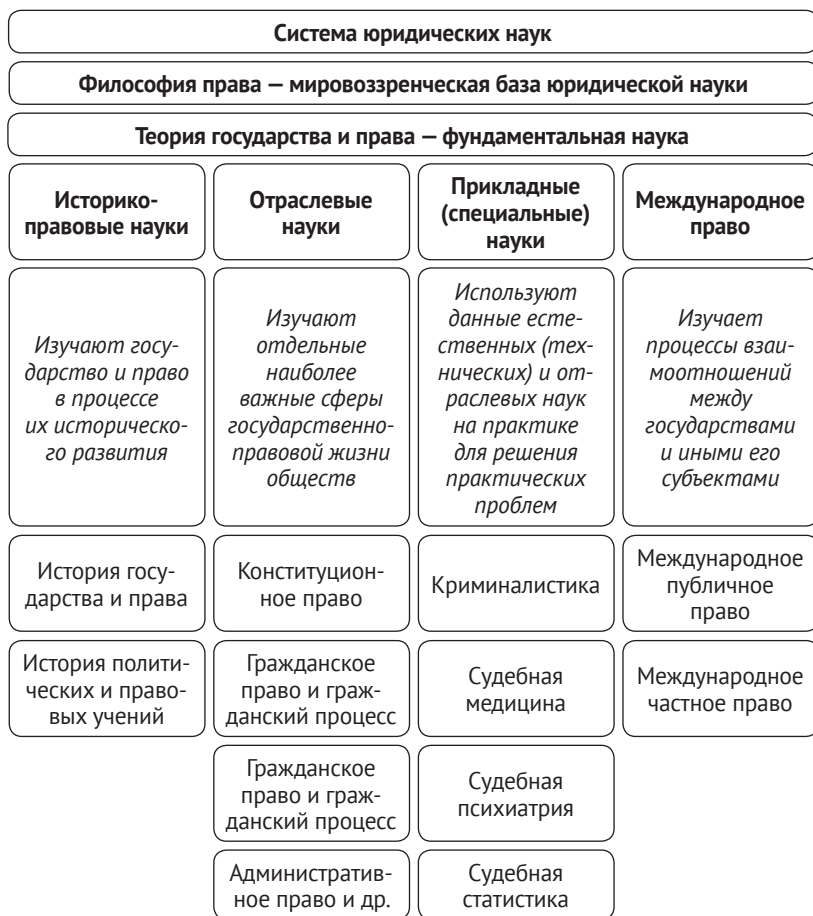 Система юридических наук
Философия права — мировоззренческая база юридической науки
Теория государства и права — фундаментальная наука
Историко-
правовые науки
Отраслевые
науки
Прикладные
(специальные)
науки
Международное
право
Изучают госу-
дарство и право
в процессе
их историческо-
го развития
Изучают
отдельные
наиболее
важные сферы
государственно-
правовой жизни
обществ
Используют
данные есте-
ственных (тех-
нических) и от-
раслевых наук
на практике
для решения
практических
проблем
Изучает
процессы взаи-
моотношений
между
государствами
и иными его
субъектами
История госу-
дарства и права
Конституцион-
ное право
Криминалистика
Международное
публичное
право
История полити-
ческих и право-
вых учений
Гражданское
право и граж-
данский процесс
Судебная
медицина
Международное
частное право
Гражданское
право и граж-
данский процесс
Судебная
психиатрия
Административ-
ное право и др.
Судебная
статистика